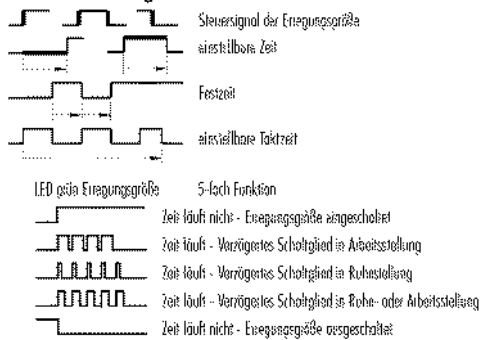 Steuersignal der Erregungsgröße
einstellbare Zeit
Festzeit
einstellbare Taktzeit
LED grün Erregungsgröße 5-fach Funktion
Zeit läuft nicht - Erregungsgröße eingeschaltet
Zeit läuft - Verzögertes Schaltglied in Arbeitsstellung
Zeit läuft - Verzögertes Schaltglied in Ruhestellung
Zeit läuft - Verzögertes Schaltglied in Ruhe- oder Arbeitsstellung
Zeit läuft nicht - Erregungsgröße ausgeschaltet